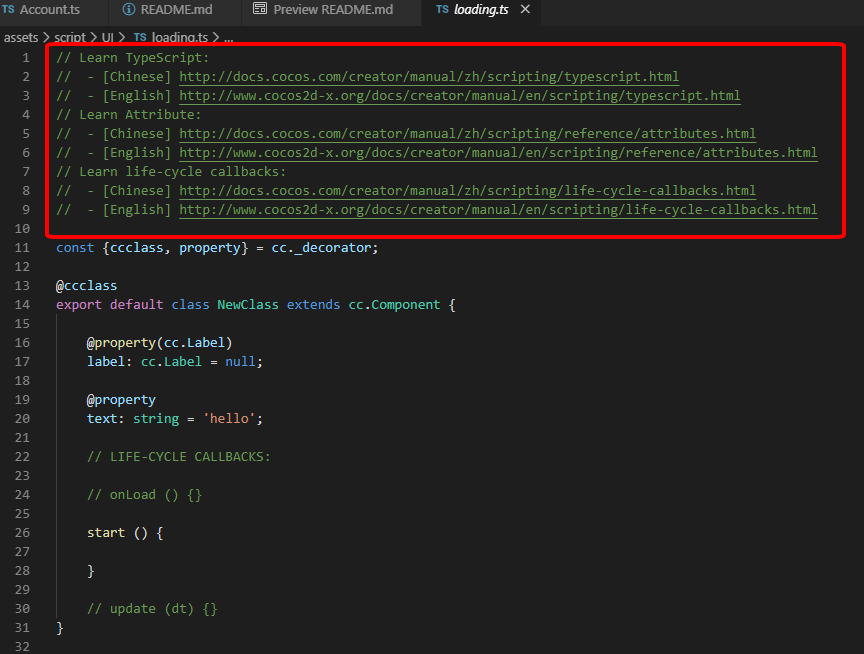 TS Account.ts README.md Preview README.md TS loading.ts
assets > script > UI > TS loading.ts > ...
1 // Learn TypeScript:
2 //  - [Chinese] http://docs.cocos.com/creator/manual/zh/scripting/typescript.html
3 //  - [English] http://www.cocos2d-x.org/docs/creator/manual/en/scripting/typescript.html
4 // Learn Attribute:
5 //  - [Chinese] http://docs.cocos.com/creator/manual/zh/scripting/reference/attributes.html
6 //  - [English] http://www.cocos2d-x.org/docs/creator/manual/en/scripting/reference/attributes.html
7 // Learn life-cycle callbacks:
8 //  - [Chinese] http://docs.cocos.com/creator/manual/zh/scripting/life-cycle-callbacks.html
9 //  - [English] http://www.cocos2d-x.org/docs/creator/manual/en/scripting/life-cycle-callbacks.html
10
11 const {ccclass, property} = cc._decorator;
12
13 @ccclass
14 export default class NewClass extends cc.Component {
15
16     @property(cc.Label)
17     label: cc.Label = null;
18
19     @property
20     text: string = 'hello';
21
22     // LIFE-CYCLE CALLBACKS:
23
24     // onLoad () {}
25
26     start () {
27
28     }
29
30     // update (dt) {}
31 }
32